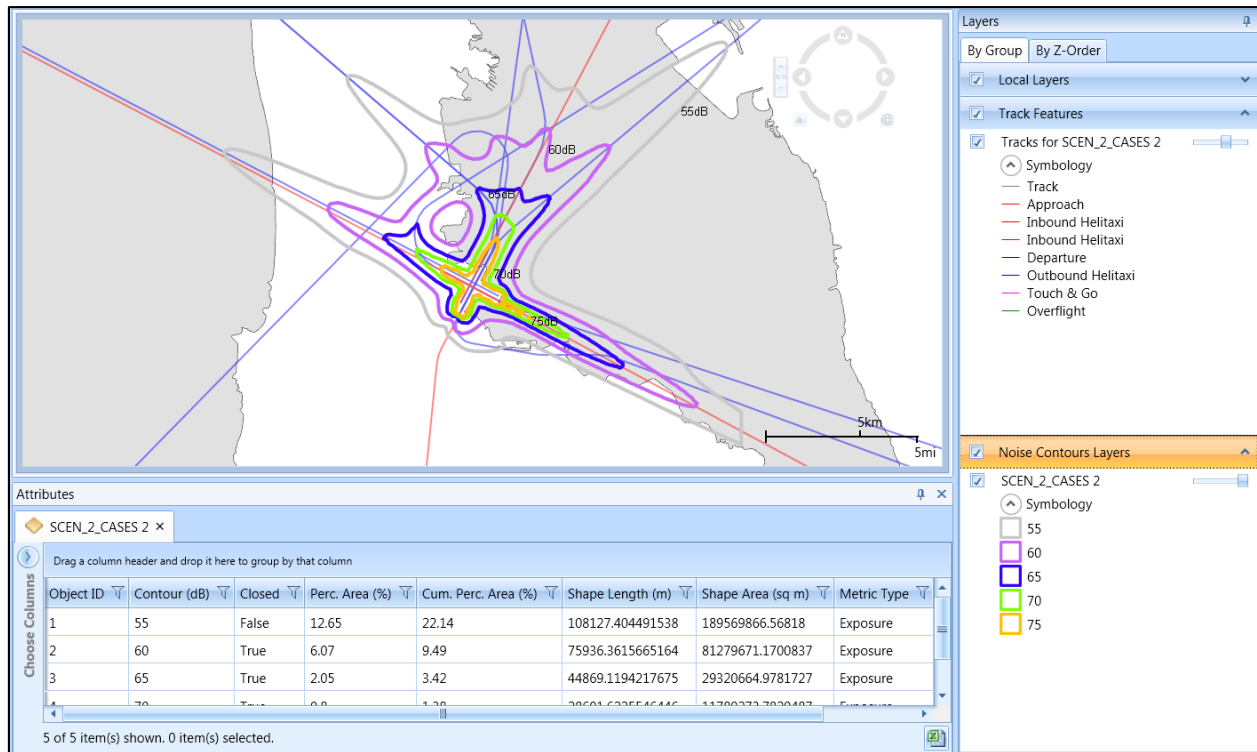 55dB
60dB
65dB
70dB
75dB
5km
5mi
Layers
By Group By Z-Order
Local Layers
Track Features
Tracks for SCEN_2_CASES 2
Symbology
Track
Approach
Inbound Helitaxi
Inbound Helitaxi
Departure
Outbound Helitaxi
Touch & Go
Overflight
Noise Contours Layers
SCEN_2_CASES 2
Symbology
55
60
65
70
75
Attributes
SCEN_2_CASES 2
Choose Columns
Drag a column header and drop it here to group by that column
Object ID Contour (dB) Closed Perc. Area (%) Cum. Perc. Area (%) Shape Length (m) Shape Area (sq m) Metric Type
1 55 False 12.65 22.14 108127.404491538 189569866.56818 Exposure
2 60 True 6.07 9.49 75936.3615665164 81279671.1700837 Exposure
3 65 True 2.05 3.42 44869.1194217675 29320664.9781727 Exposure
5 of 5 item(s) shown. 0 item(s) selected.